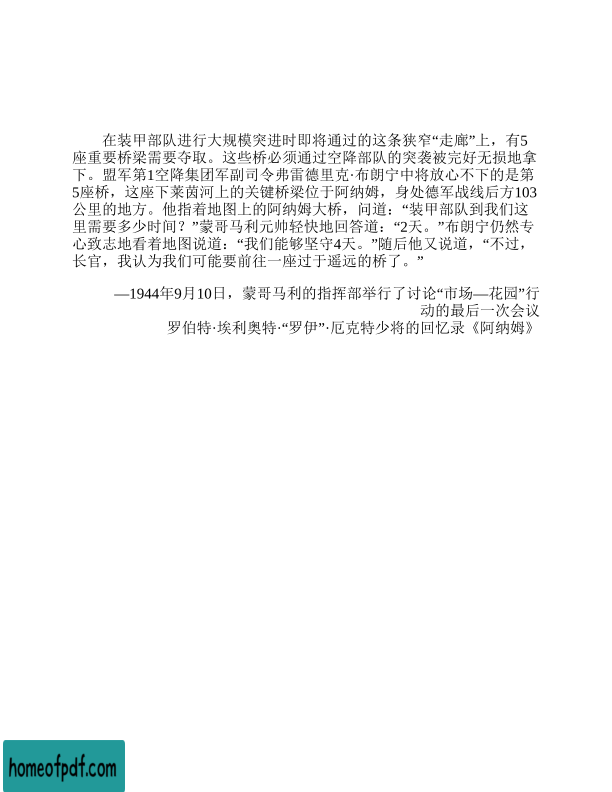 在装甲部队进行大规模突进时即将通过的这条狭窄“走廊”上，有5
座重要桥梁需要夺取。这些桥必须通过空降部队的突袭被完好无损地拿
下。盟军第1空降集团军副司令弗雷德里克·布朗宁中将放心不下的是第
5座桥，这座下莱茵河上的关键桥梁位于阿纳姆，身处德军战线后方103
公里的地方。他指着地图上的阿纳姆大桥，问道：“装甲部队到我们这
里需要多少时间？”蒙哥马利元帅轻快地回答道：“2天。”布朗宁仍然专
心致志地看着地图说道：“我们能够坚守4天。”随后他又说道，“不过，
长官，我认为我们可能要前往一座过于遥远的桥了。”
—1944年9月10日，蒙哥马利的指挥部举行了讨论“市场—花园”行
动的最后一次会议
罗伯特·埃利奥特·“罗伊”·厄克特少将的回忆录《阿纳姆》
homeofpdf.com